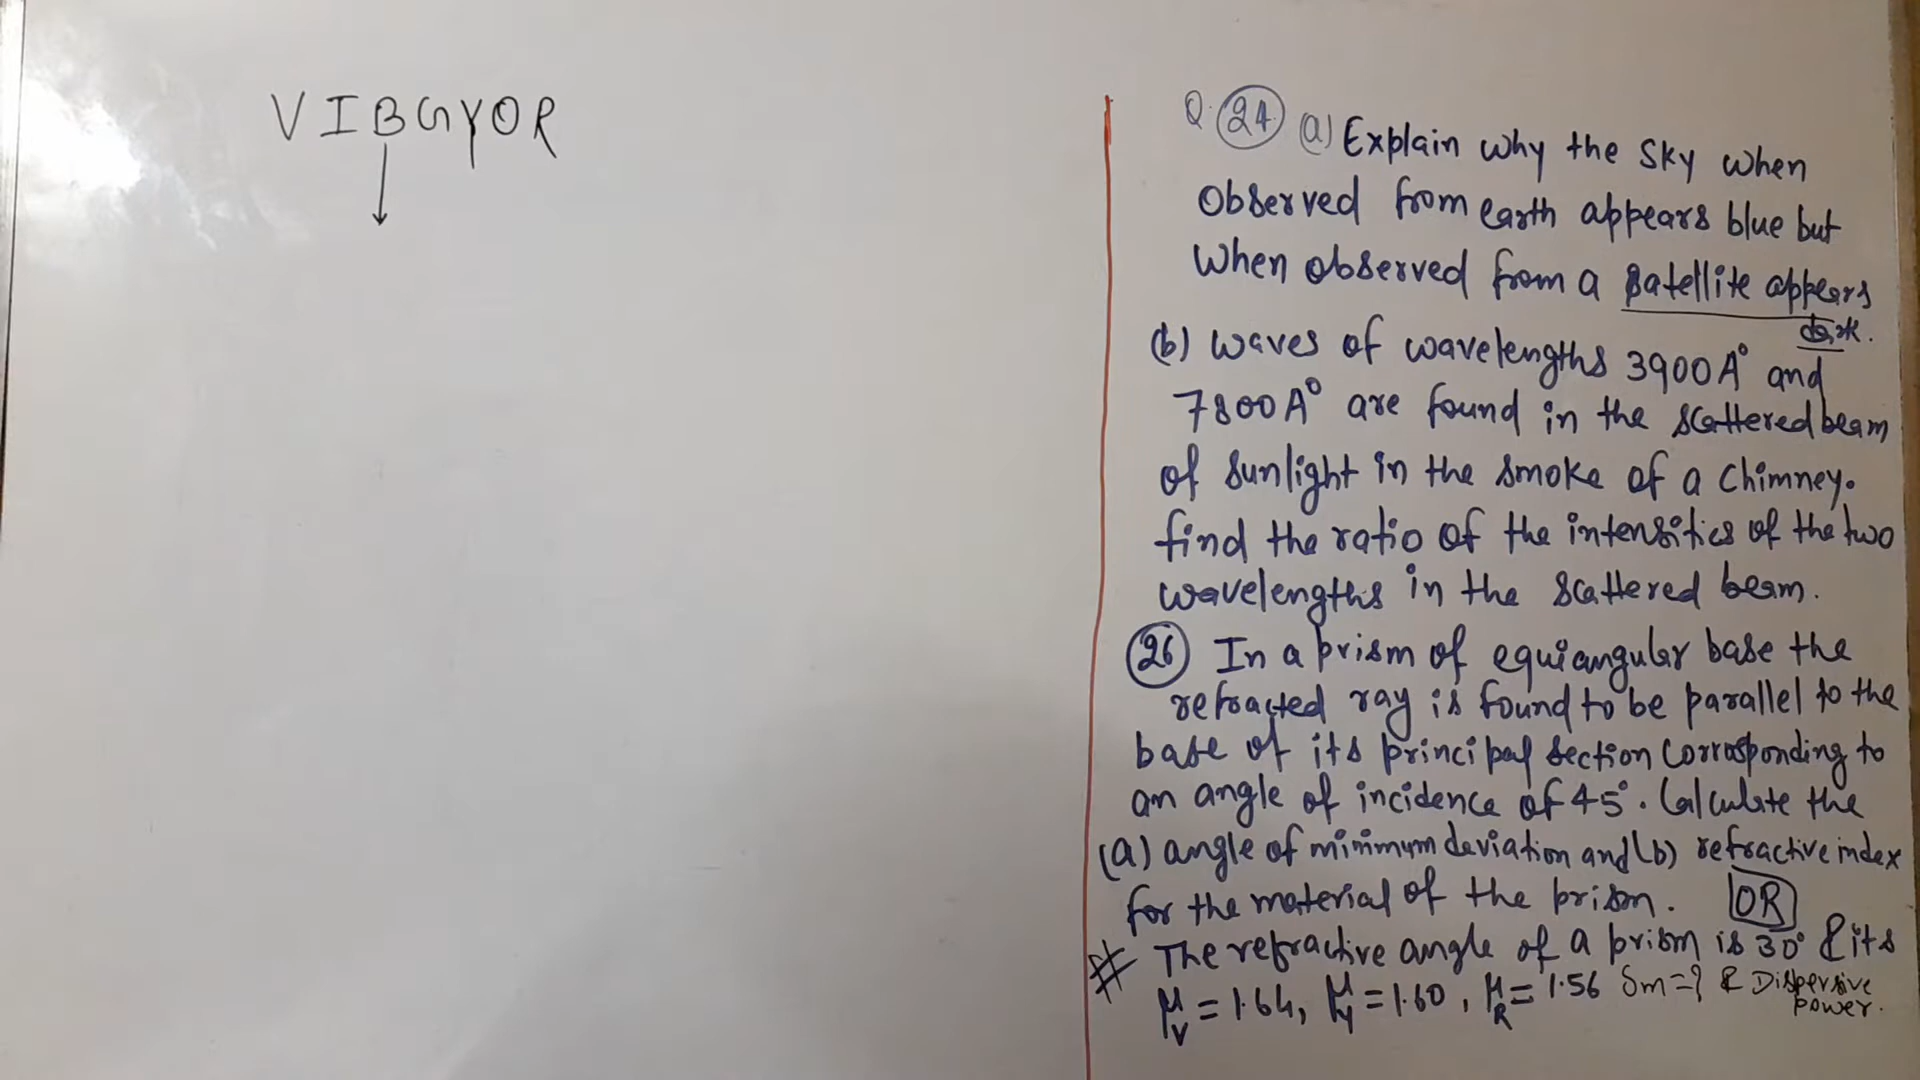 VIBGYOR
Q. 24 (a) Explain why the sky when
observed from earth appears blue but
when observed from a satellite appears
dark.
(b) waves of wavelengths 3900A° and
7800A° are found in the scattered beam
of sunlight in the smoke of a chimney.
find the ratio of the intensities of the two
wavelengths in the scattered beam.
26 In a prism of equiangular base the
refracted ray is found to be parallel to the
base of its principal section corrosponding to
an angle of incidence of 45°. Calculate the
(a) angle of minimum deviation and (b) refractive index
for the material of the prism. OR
# The refractive angle of a prism is 30° & its
μV = 1.64, μY = 1.60, μR = 1.56 δm = ? & Dispersive
power.